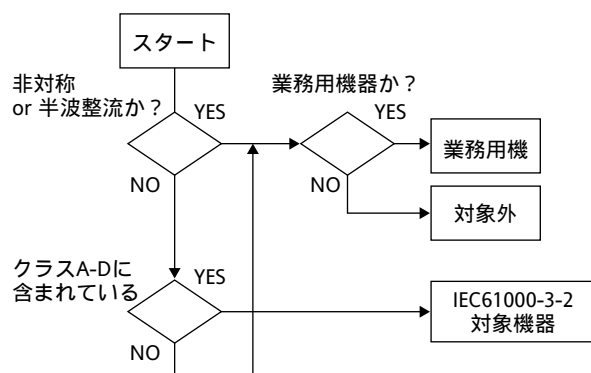 スタート
非対称
or 半波整流か？
YES
業務用機器か？
YES
業務用機
NO
NO
対象外
クラスA-Dに
含まれている
YES
IEC61000-3-2
対象機器
NO